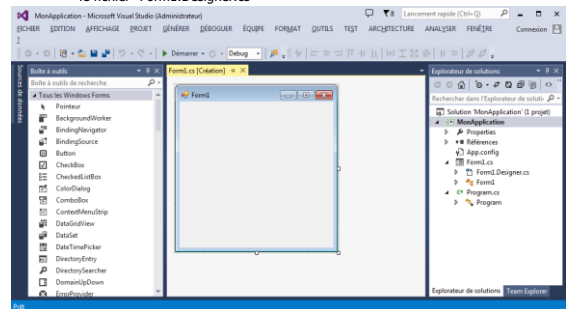 MonApplication - Microsoft Visual Studio (Administrateur)
8
Lancement rapide (Ctrl+Q)
FICHIER EDITION AFFICHAGE PROJET GÉNÉRER DÉBOGUER ÉQUIPE FORMAT OUTILS TEST ARCHITECTURE ANALYSER FENÊTRE Connexion
?
Démarrer Debug
Sources de données
Boîte à outils
Boîte à outils de recherche
Tous les Windows Forms
Pointeur
BackgroundWorker
BindingNavigator
BindingSource
Button
CheckBox
CheckedListBox
ColorDialog
ComboBox
ContextMenuStrip
DataGridView
DataSet
DateTimePicker
DirectoryEntry
DirectorySearcher
DomainUpDown
ErrorProvider
Form1.cs [Création]
Form1
Explorateur de solutions
Rechercher dans l'Explorateur de soluti
Solution 'MonApplication' (1 projet)
MonApplication
Properties
Références
App.config
Form1.cs
Form1.Designer.cs
Form1
Program.cs
Program
Explorateur de solutions Team Explorer
Prêt